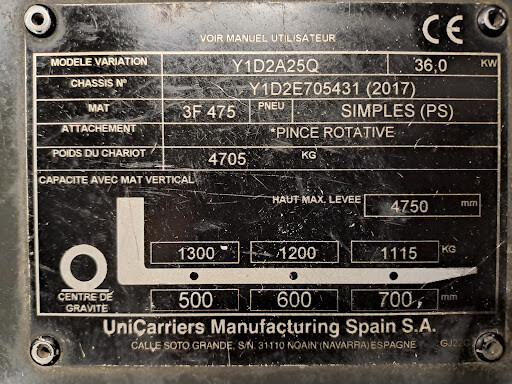 VOIR MANUEL UTILISATEUR CE
MODELE VARIATION Y1D2A25Q 36,0 KW
CHASSIS Nº Y1D2E705431 (2017)
MAT 3F 475 PNEU SIMPLES (PS)
ATTACHEMENT *PINCE ROTATIVE
POIDS DU CHARIOT 4705 KG
CAPACITE AVEC MAT VERTICAL
HAUT MAX. LEVEE 4750 mm
1300 1200 1115 KG
CENTRE DE GRAVITE 500 600 700 mm
UniCarriers Manufacturing Spain S.A.
CALLE SOTO GRANDE, S/N. 31110 NOAIN (NAVARRA) ESPAGNE